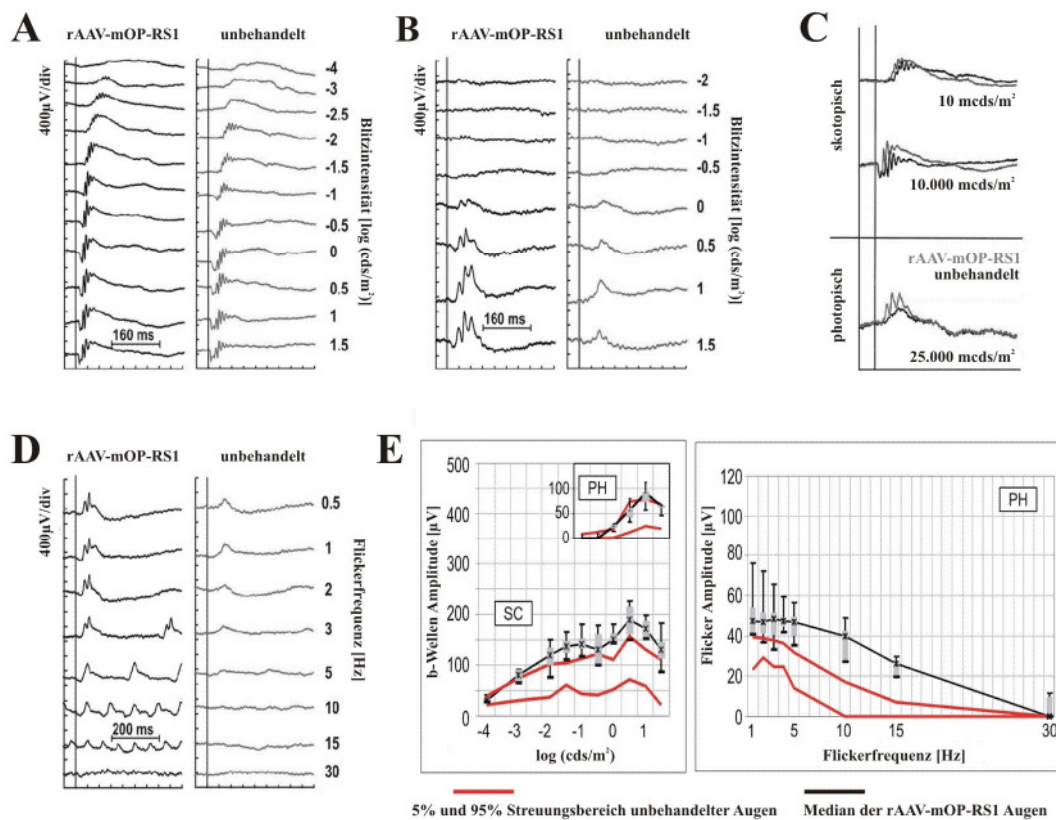 A
rAAV-mOP-RS1
unbehandelt
400µV/div
-4
-3
-2.5
-2
-1.5
-1
-0.5
0
0.5
1
1.5
160 ms
Blitzintensität [log (cds/m²)]
B
rAAV-mOP-RS1
unbehandelt
400µV/div
-2
-1.5
-1
-0.5
0
0.5
1
1.5
160 ms
Blitzintensität [log (cds/m²)]
C
skotopisch
10 mcds/m²
10.000 mcds/m²
photopisch
rAAV-mOP-RS1
unbehandelt
25.000 mcds/m²
D
rAAV-mOP-RS1
unbehandelt
400µV/div
0.5
1
2
3
5
10
15
30
200 ms
Flickerfrequenz [Hz]
E
b-Wellen Amplitude [µV]
500
400
300
200
100
0
PH
100
50
0
SC
-4 -3 -2 -1 0 1
log (cds/m²)
Flicker Amplitude [µV]
120
100
80
60
40
20
0
PH
1 5 10 15 30
Flickerfrequenz [Hz]
5% und 95% Streuungsbereich unbehandelter Augen
Median der rAAV-mOP-RS1 Augen